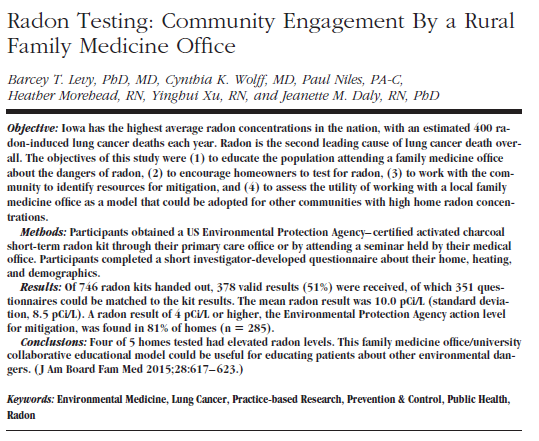 Radon Testing: Community Engagement By a Rural
Family Medicine Office
Barcey T. Levy, PhD, MD, Cynthia K. Wolff, MD, Paul Niles, PA-C,
Heather Morehead, RN, Yinghui Xu, RN, and Jeanette M. Daly, RN, PhD
Objective: Iowa has the highest average radon concentrations in the nation, with an estimated 400 ra-
don-induced lung cancer deaths each year. Radon is the second leading cause of lung cancer death over-
all. The objectives of this study were (1) to educate the population attending a family medicine office
about the dangers of radon, (2) to encourage homeowners to test for radon, (3) to work with the com-
munity to identify resources for mitigation, and (4) to assess the utility of working with a local family
medicine office as a model that could be adopted for other communities with high home radon concen-
trations.
Methods: Participants obtained a US Environmental Protection Agency–certified activated charcoal
short-term radon kit through their primary care office or by attending a seminar held by their medical
office. Participants completed a short investigator-developed questionnaire about their home, heating,
and demographics.
Results: Of 746 radon kits handed out, 378 valid results (51%) were received, of which 351 ques-
tionnaires could be matched to the kit results. The mean radon result was 10.0 pCi/L (standard devia-
tion, 8.5 pCi/L). A radon result of 4 pCi/L or higher, the Environmental Protection Agency action level
for mitigation, was found in 81% of homes (n = 285).
Conclusions: Four of 5 homes tested had elevated radon levels. This family medicine office/university
collaborative educational model could be useful for educating patients about other environmental dan-
gers. (J Am Board Fam Med 2015;28:617–623.)
Keywords: Environmental Medicine, Lung Cancer, Practice-based Research, Prevention & Control, Public Health,
Radon